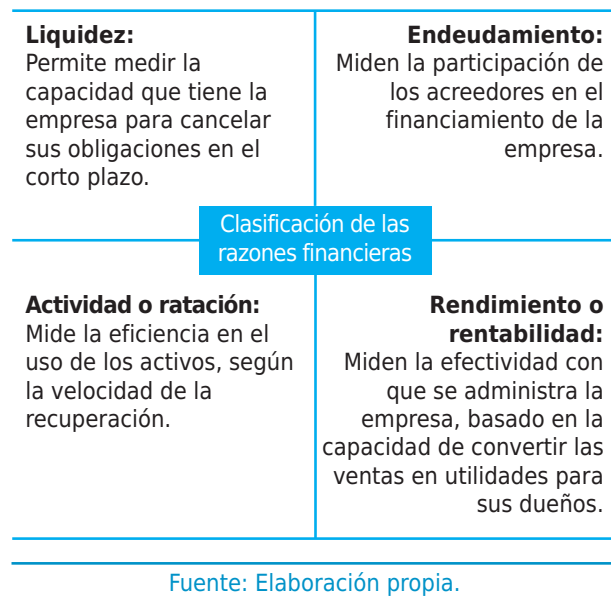 Liquidez:
Permite medir la
capacidad que tiene la
empresa para cancelar
sus obligaciones en el
corto plazo.
Endeudamiento:
Miden la participación de
los acreedores en el
financiamiento de la
empresa.
Clasificación de las
razones financieras
Actividad o ratación:
Mide la eficiencia en el
uso de los activos, según
la velocidad de la
recuperación.
Rendimiento o
rentabilidad:
Miden la efectividad con
que se administra la
empresa, basado en la
capacidad de convertir las
ventas en utilidades para
sus dueños.
Fuente: Elaboración propia.